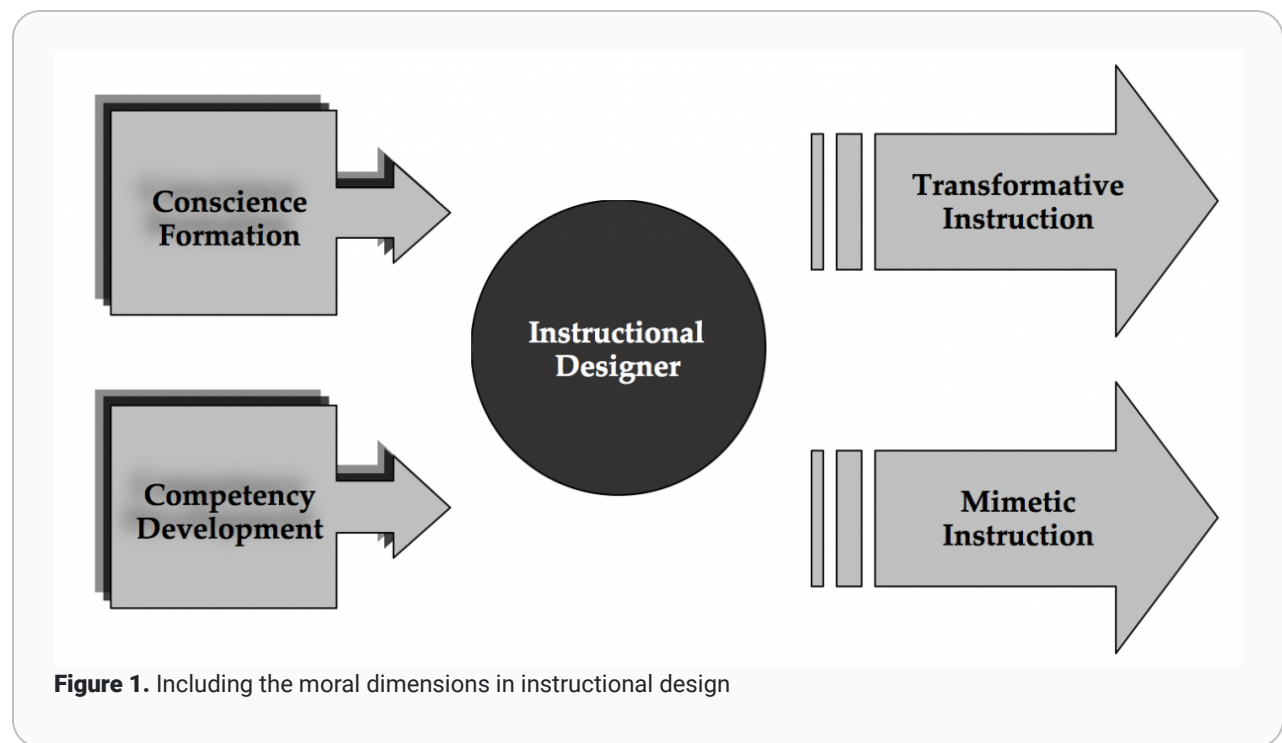 Conscience
Formation
Transformative
Instruction
Instructional
Designer
Competency
Development
Mimetic
Instruction
Figure 1. Including the moral dimensions in instructional design